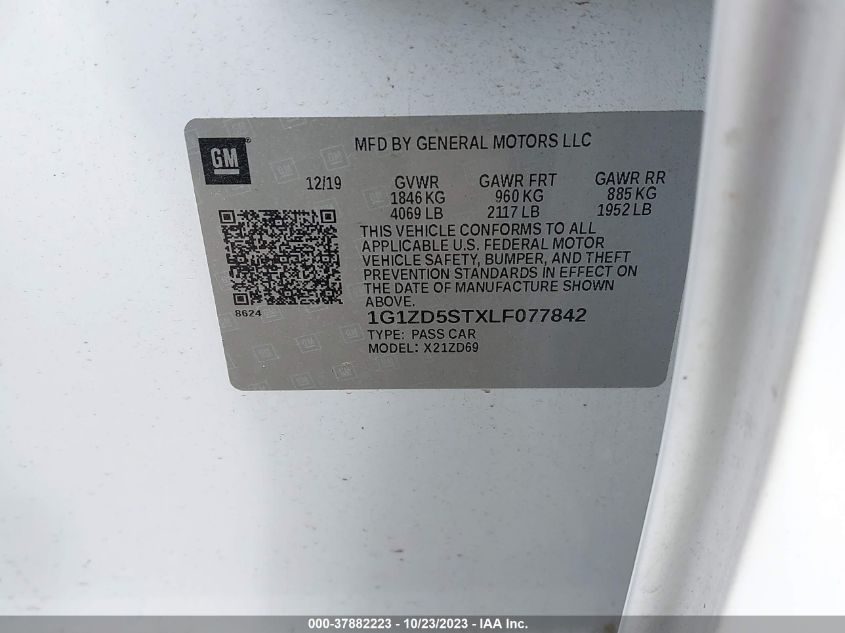 GM
MFD BY GENERAL MOTORS LLC
12/19 GVWR GAWR FRT GAWR RR
1846 KG 960 KG 885 KG
4069 LB 2117 LB 1952 LB
THIS VEHICLE CONFORMS TO ALL
APPLICABLE U.S. FEDERAL MOTOR
VEHICLE SAFETY, BUMPER, AND THEFT
PREVENTION STANDARDS IN EFFECT ON
THE DATE OF MANUFACTURE SHOWN
ABOVE.
8624
1G1ZD5STXLF077842
TYPE: PASS CAR
MODEL: X21ZD69
000-37882223 - 10/23/2023 - IAA Inc.